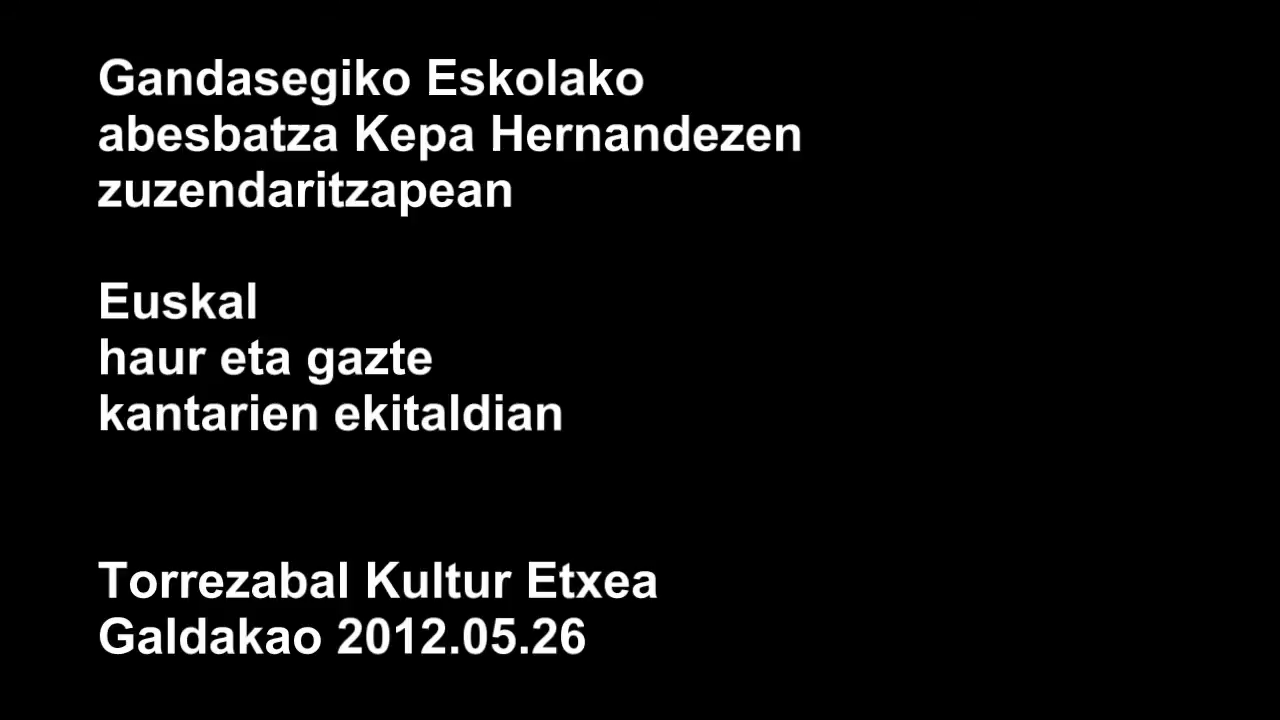 Gandasegiko Eskolako
abesbatza Kepa Hernandezen
zuzendaritzapean
Euskal
haur eta gazte
kantarien ekitaldian
Torrezabal Kultur Etxea
Galdakao 2012.05.26